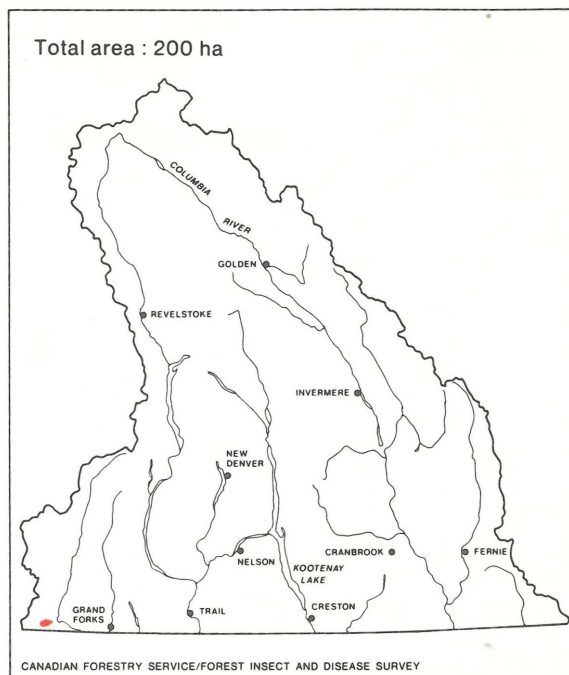 Total area : 200 ha
COLUMBIA
RIVER
GOLDEN
REVELSTOKE
INVERMERE
NEW
DENVER
NELSON
KOOTENAY
LAKE
CRANBROOK
FERNIE
GRAND
FORKS
TRAIL
CRESTON
CANADIAN FORESTRY SERVICE/FOREST INSECT AND DISEASE SURVEY